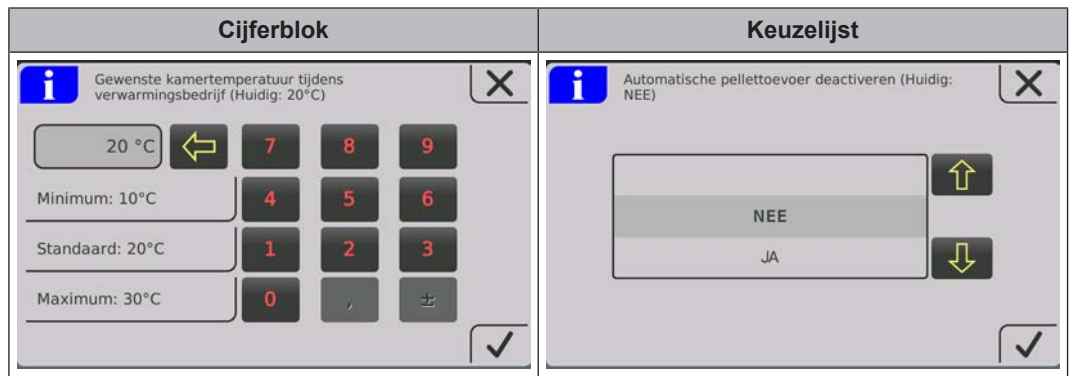 Cijferblok
Keuzelijst
i
Gewenste kamertemperatuur tijdens
verwarmingsbedrijf (Huidig: 20°C)
20 °C
7 8 9
Minimum: 10°C
4 5 6
Standaard: 20°C
1 2 3
Maximum: 30°C
0 , ±
i
Automatische pellettoevoer deactiveren (Huidig:
NEE)
NEE
JA